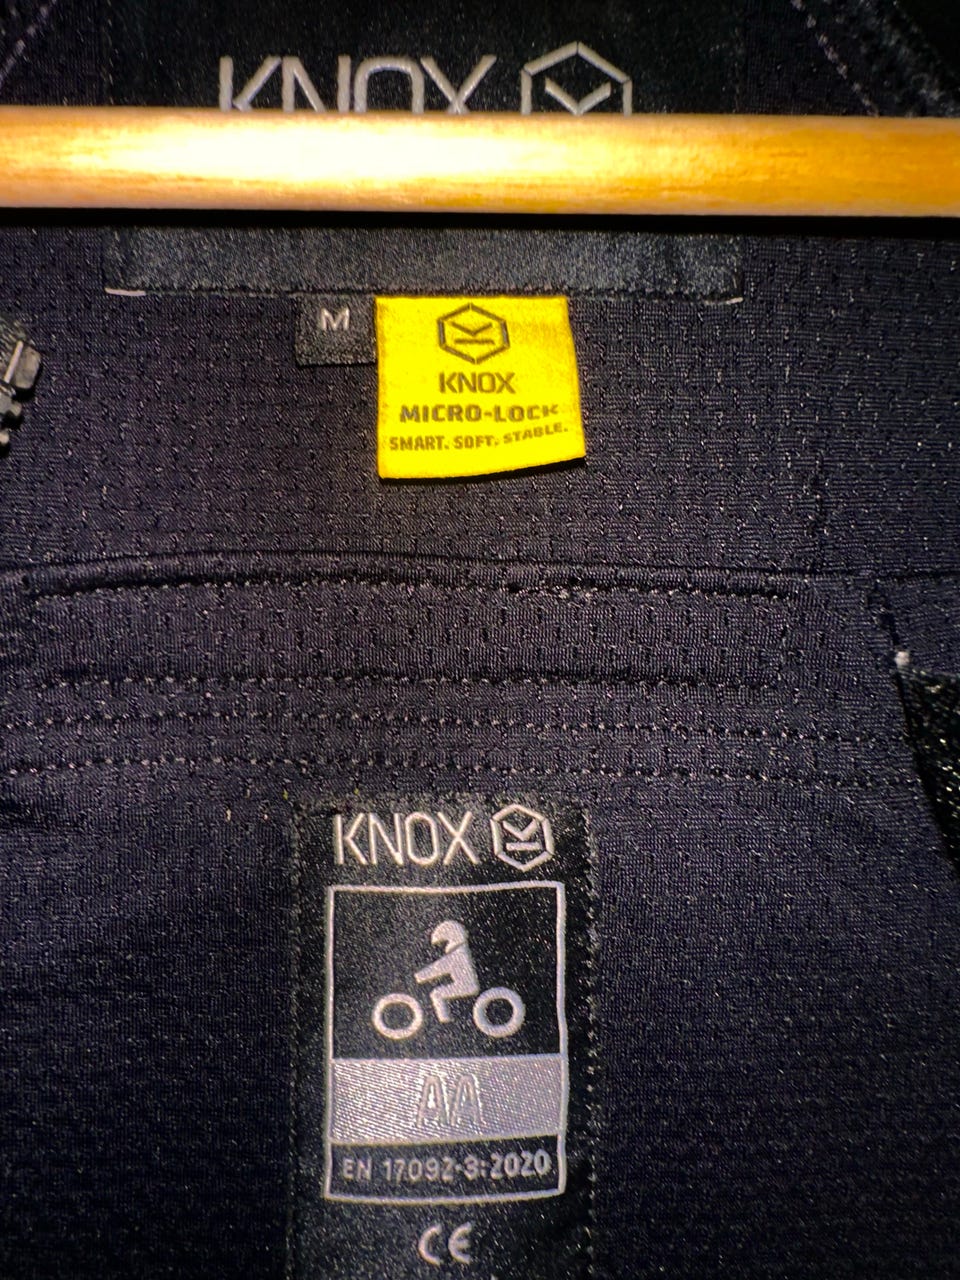 KNOX
M
KNOX
MICRO-LOCK
SMART. SOFT. STABLE.
KNOX
AA
EN 17092-3:2020
CE